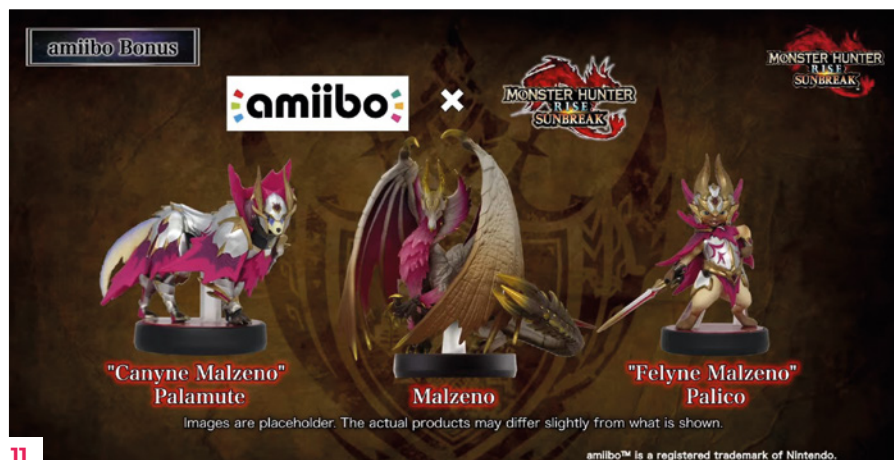 amiibo Bonus
amiibo × MONSTER HUNTER
RISE
SUNBREAK
MONSTER HUNTER
RISE
SUNBREAK
"Canyne Malzeno"
Palamute
Malzeno
"Felyne Malzeno"
Palico
Images are placeholder. The actual products may differ slightly from what is shown.
11
amiibo™ is a registered trademark of Nintendo.